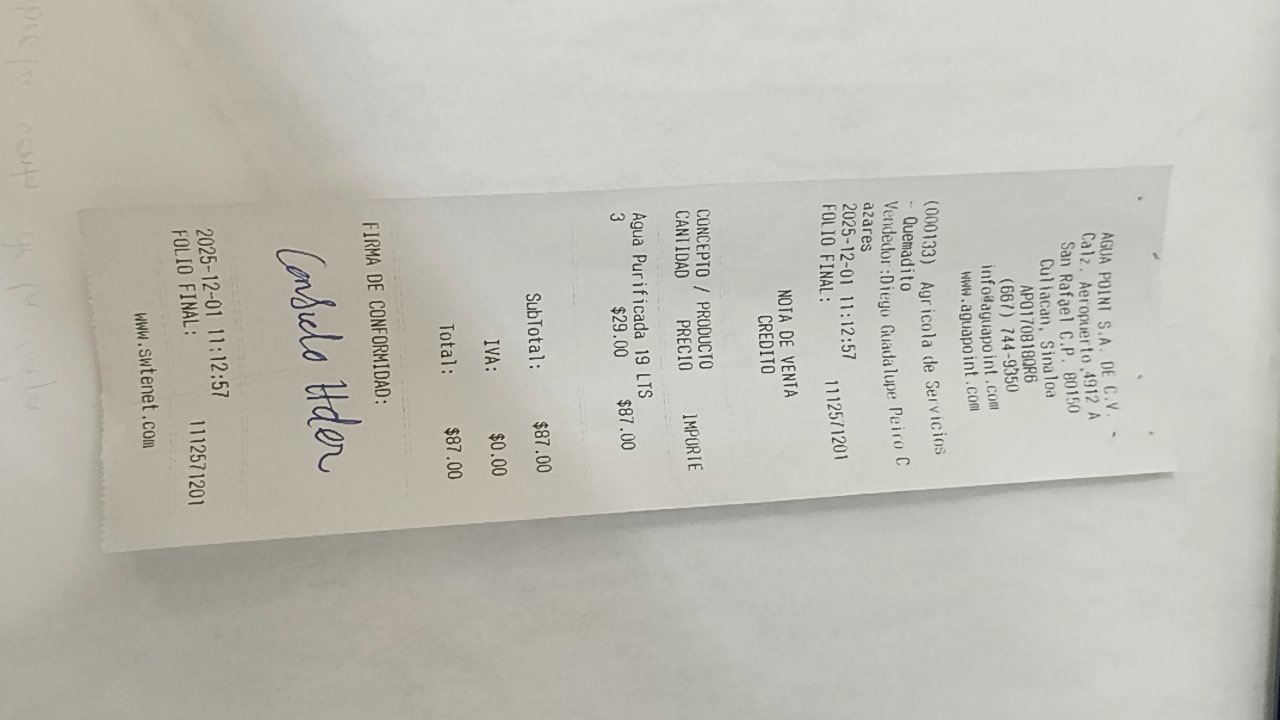 AGUA POINT S.A. DE C.V.
Calz. Aeropuerto 4912 A
San Rafael C.P. 80150
Culiacan, Sinaloa
APO170818QR6
(667) 744-9350
info@aguapoint.com
www.aguapoint.com
(000133) Agricola de Servicios
- Quemadito
Vendedor:Diego Guadalupe Peiro C
azares
2025-12-01 11:12:57
FOLIO FINAL: 1112571201
NOTA DE VENTA
CREDITO
CONCEPTO / PRODUCTO
CANTIDAD PRECIO IMPORTE
Agua Purificada 19 LTS
3 $29.00 $87.00
SubTotal: $87.00
IVA: $0.00
Total: $87.00
FIRMA DE CONFORMIDAD:
Consuelo
2025-12-01 11:12:57
FOLIO FINAL: 1112571201
www.swtenet.com